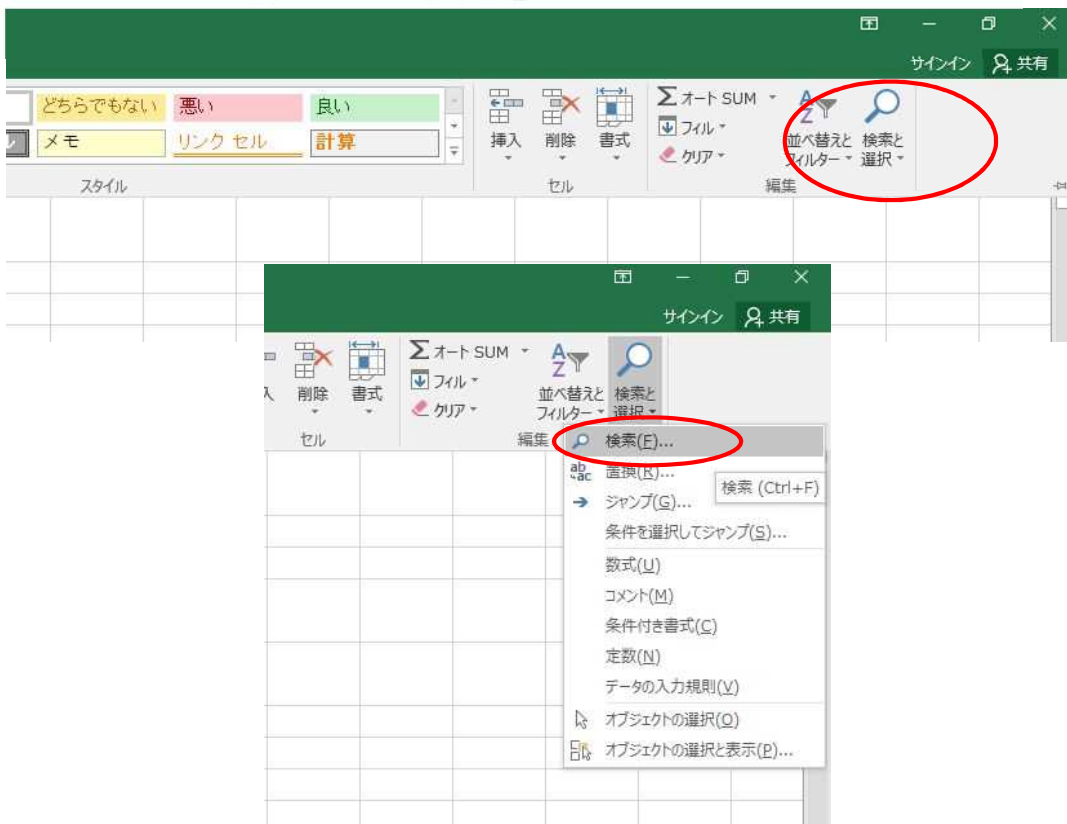 サインイン 共有
どちらでもない 悪い 良い
メモ リンク セル 計算
挿入 削除 書式
Σ オート SUM
フィル
クリア
並べ替えと
フィルター
検索と
選択
スタイル セル 編集
サインイン 共有
削除 書式
Σ オート SUM
フィル
クリア
並べ替えと
フィルター
検索と
選択
セル 編集
検索(F)...
置換(R)...
検索 (Ctrl+F)
ジャンプ(G)...
条件を選択してジャンプ(S)...
数式(U)
コメント(M)
条件付き書式(C)
定数(N)
データの入力規則(V)
オブジェクトの選択(O)
オブジェクトの選択と表示(P)...